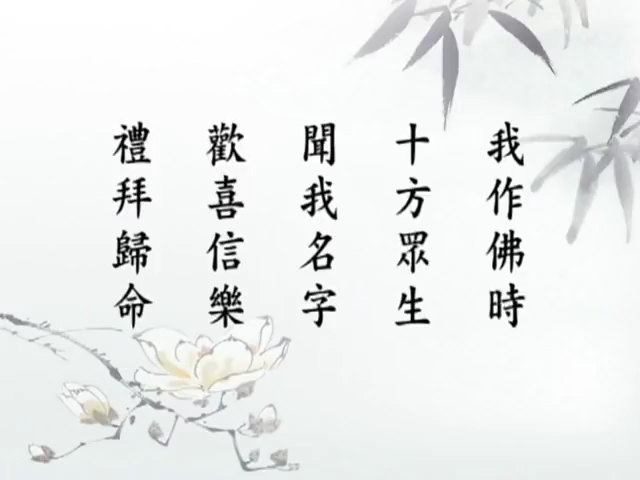 我作佛時
十方眾生
聞我名字
歡喜信樂
禮拜歸命